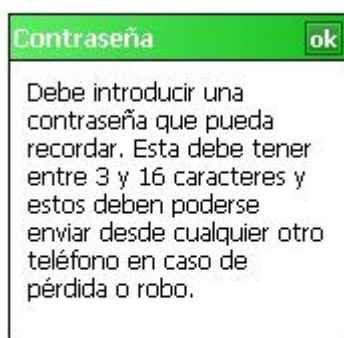 Contraseña ok
Debe introducir una
contraseña que pueda
recordar. Esta debe tener
entre 3 y 16 caracteres y
estos deben poderse
enviar desde cualquier otro
teléfono en caso de
pérdida o robo.